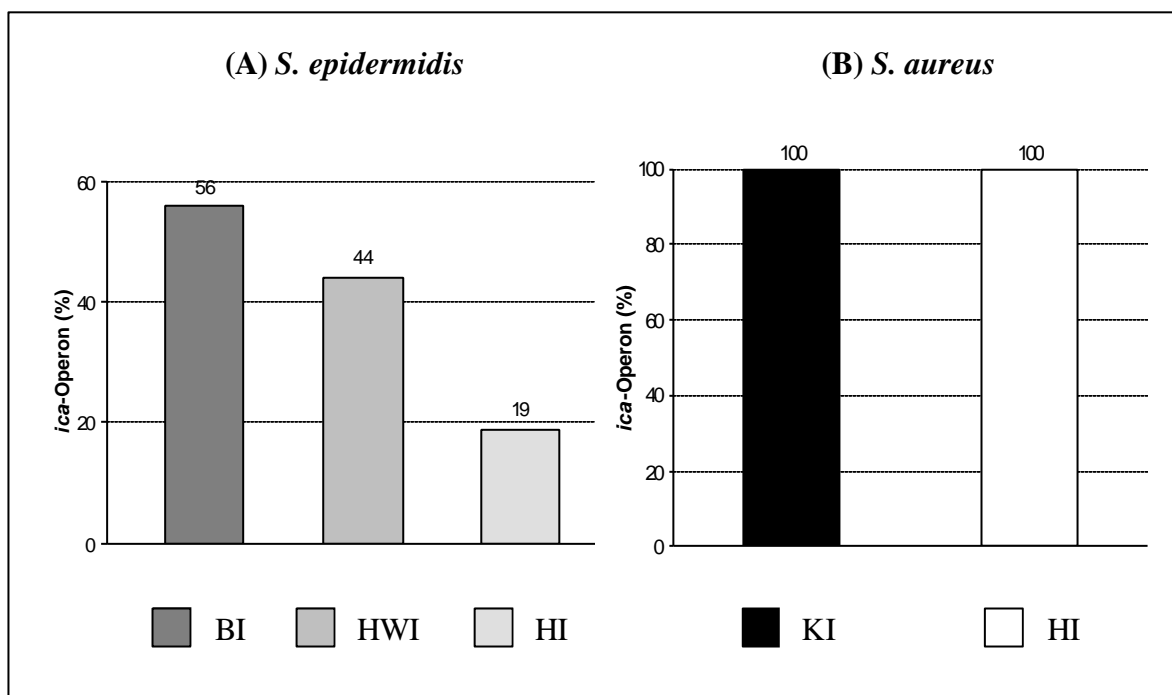 (A) S. epidermidis
ica-Operon (%)
60
40
20
0
56
44
19
BI
HWI
HI
(B) S. aureus
ica-Operon (%)
100
80
60
40
20
0
100
100
KI
HI